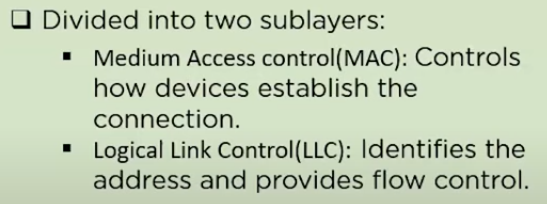 ❑ Divided into two sublayers:
▪ Medium Access control(MAC): Controls
how devices establish the
connection.
▪ Logical Link Control(LLC): Identifies the
address and provides flow control.